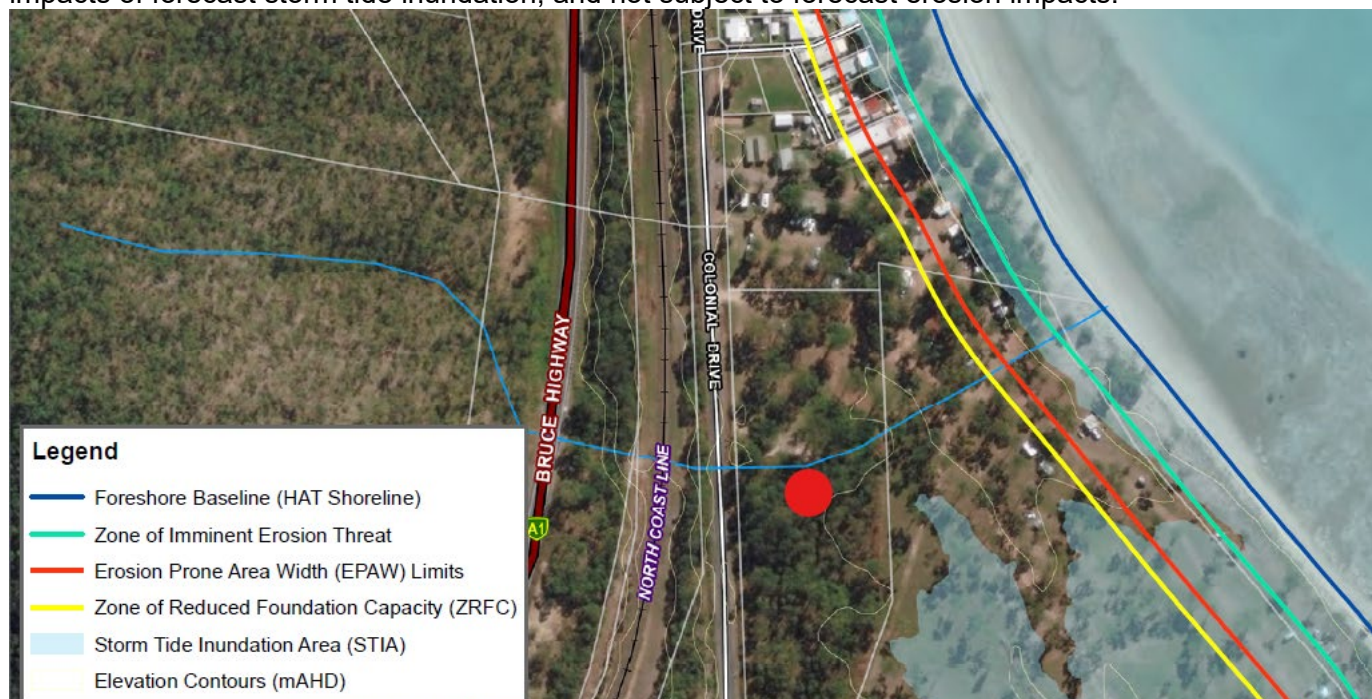 impacts of forecast storm tide inundation, and not subject to forecast erosion impacts.
DRIVE
COLONIAL DRIVE
BRUCE HIGHWAY
NORTH COAST LINE
A1
Legend
Foreshore Baseline (HAT Shoreline)
Zone of Imminent Erosion Threat
Erosion Prone Area Width (EPAW) Limits
Zone of Reduced Foundation Capacity (ZRFC)
Storm Tide Inundation Area (STIA)
Elevation Contours (mAHD)